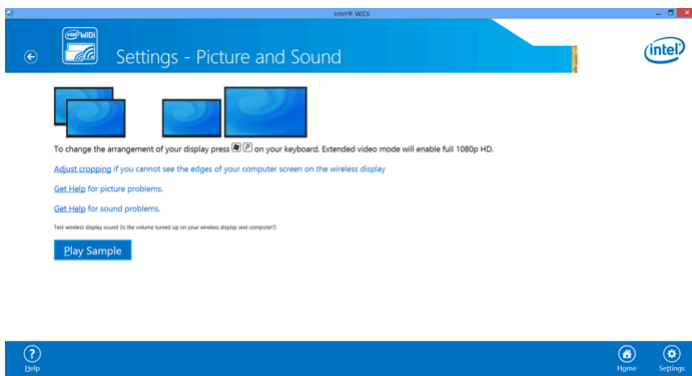 Intel® WiDi
intel WiDi
Settings - Picture and Sound
intel
To change the arrangement of your display press P on your keyboard. Extended video mode will enable full 1080p HD.
Adjust cropping if you cannot see the edges of your computer screen on the wireless display
Get Help for picture problems.
Get Help for sound problems.
Test wireless display sound (Is the volume turned up on your wireless display and computer?)
Play Sample
Help
Home
Settings